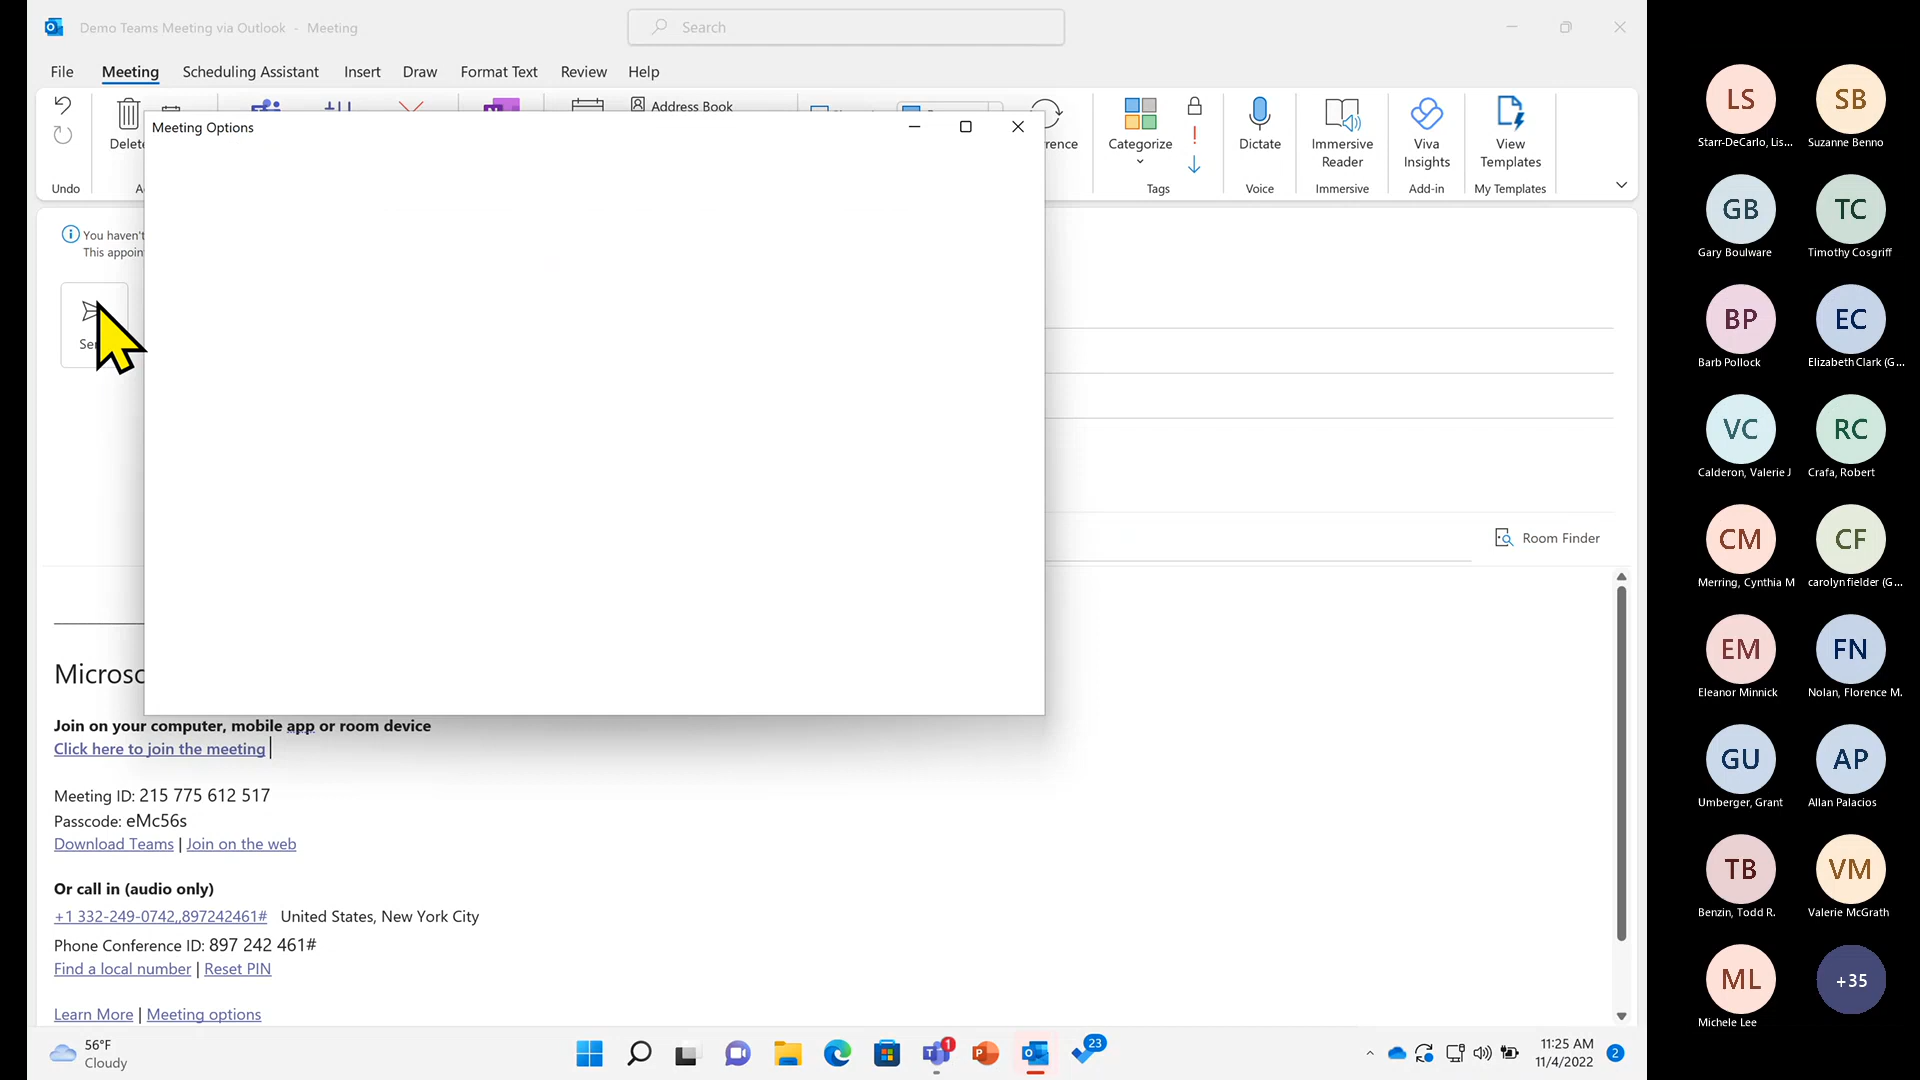 Demo Teams Meeting via Outlook - Meeting
Search
File Meeting Scheduling Assistant Insert Draw Format Text Review Help
Address Book
Delete
Categorize
Dictate
Immersive
Reader
Viva
Insights
View
Templates
Undo
Tags
Voice
Immersive
Add-in
My Templates
Meeting Options
You haven't
This appoin
Room Finder
Microso
Join on your computer, mobile app or room device
Click here to join the meeting
Meeting ID: 215 775 612 517
Passcode: eMc56s
Download Teams | Join on the web
Or call in (audio only)
+1 332-249-0742,,897242461# United States, New York City
Phone Conference ID: 897 242 461#
Find a local number | Reset PIN
Learn More | Meeting options
56°F
Cloudy
1
23
11:25 AM
11/4/2022
2
LS
Starr-DeCarlo, Lis...
SB
Suzanne Benno
GB
Gary Boulware
TC
Timothy Cosgriff
BP
Barb Pollock
EC
Elizabeth Clark (G...
VC
Calderon, Valerie J
RC
Crafa, Robert
CM
Merring, Cynthia M
CF
carolyn fielder (G...
EM
Eleanor Minnick
FN
Nolan, Florence M.
GU
Umberger, Grant
AP
Allan Palacios
TB
Benzin, Todd R.
VM
Valerie McGrath
ML
Michele Lee
+35